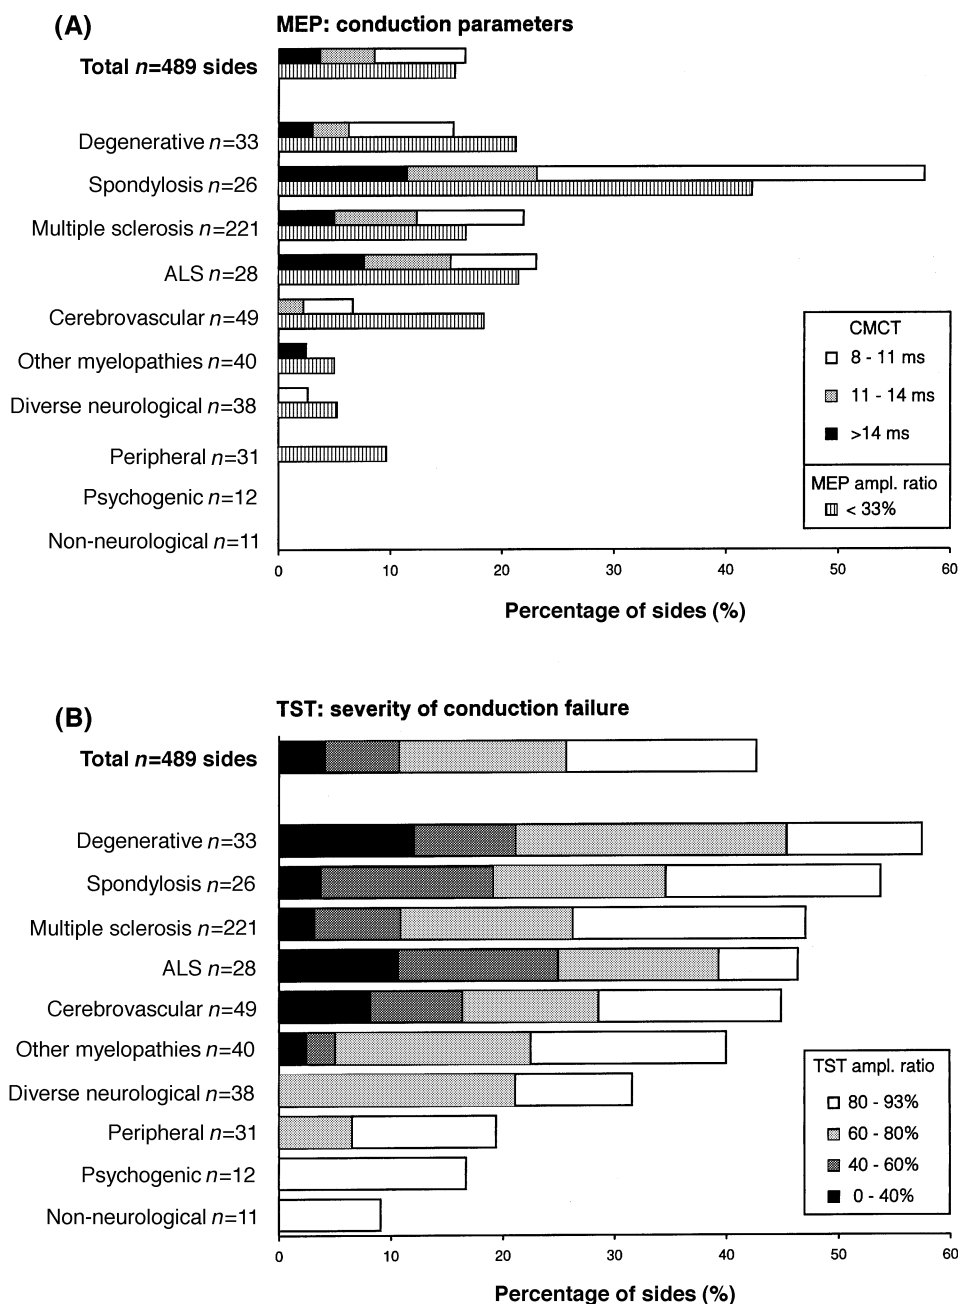 (A)
MEP: conduction parameters
Total n=489 sides
Degenerative n=33
Spondylosis n=26
Multiple sclerosis n=221
ALS n=28
Cerebrovascular n=49
Other myelopathies n=40
Diverse neurological n=38
Peripheral n=31
Psychogenic n=12
Non-neurological n=11
CMCT
8 - 11 ms
11 - 14 ms
>14 ms
MEP ampl. ratio
< 33%
0 10 20 30 40 50 60
Percentage of sides (%)
(B)
TST: severity of conduction failure
Total n=489 sides
Degenerative n=33
Spondylosis n=26
Multiple sclerosis n=221
ALS n=28
Cerebrovascular n=49
Other myelopathies n=40
Diverse neurological n=38
Peripheral n=31
Psychogenic n=12
Non-neurological n=11
TST ampl. ratio
80 - 93%
60 - 80%
40 - 60%
0 - 40%
0 10 20 30 40 50 60
Percentage of sides (%)